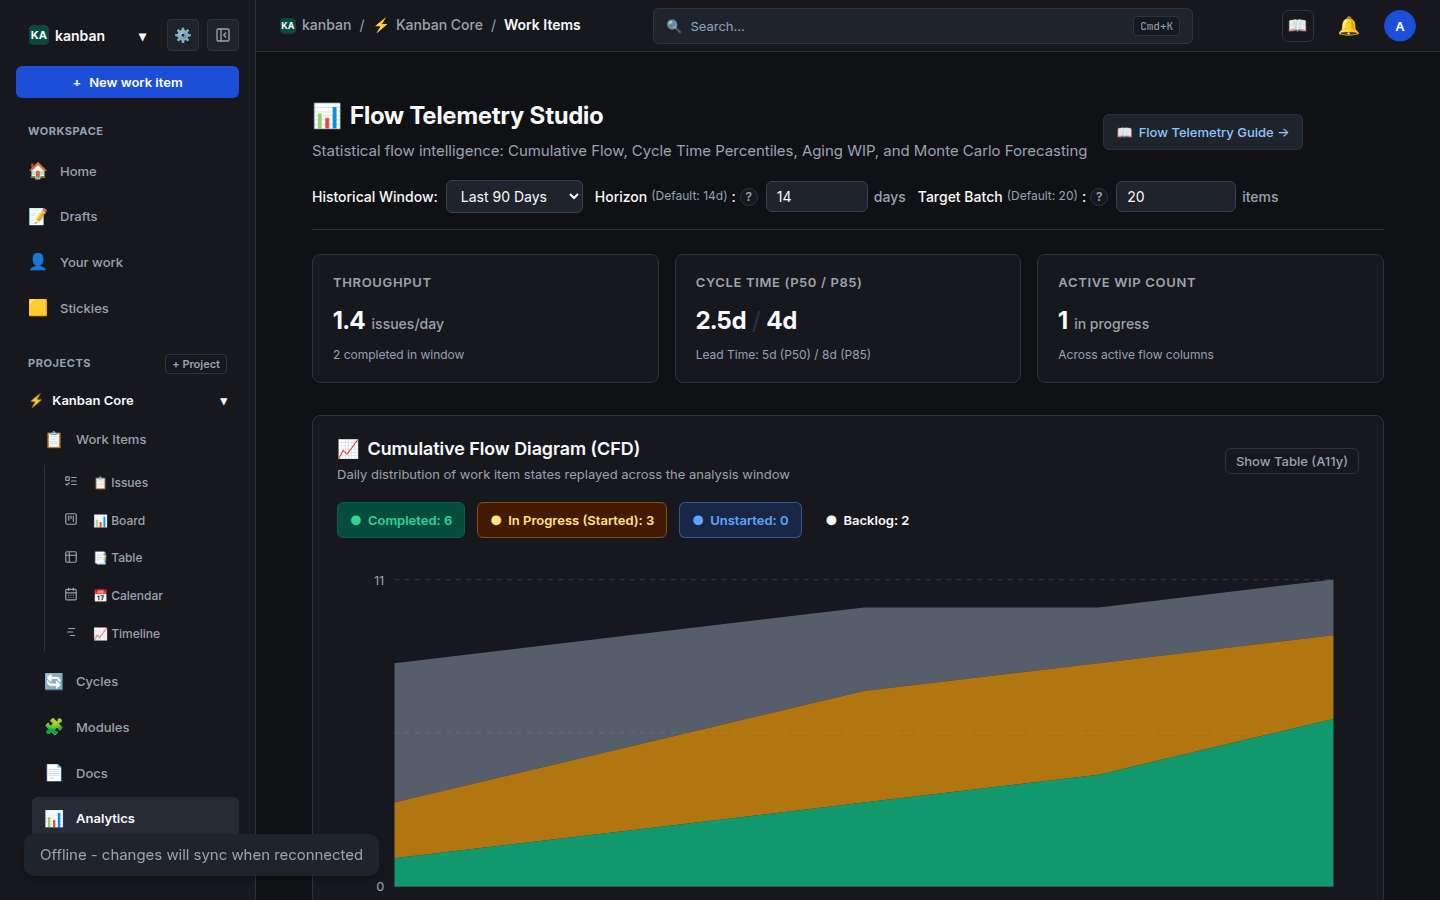 KA kanban ▾
+ New work item
WORKSPACE
Home
Drafts
Your work
Stickies
PROJECTS
+ Project
Kanban Core ▾
Work Items
Issues
Board
Table
Calendar
Timeline
Cycles
Modules
Docs
Analytics
Offline - changes will sync when reconnected
KA kanban / Kanban Core / Work Items
Search...
Cmd+K
A
Flow Telemetry Studio
Statistical flow intelligence: Cumulative Flow, Cycle Time Percentiles, Aging WIP, and Monte Carlo Forecasting
Flow Telemetry Guide →
Historical Window: Last 90 Days Horizon (Default: 14d) : ? 14 days Target Batch (Default: 20) : ? 20 items
THROUGHPUT
1.4 issues/day
2 completed in window
CYCLE TIME (P50 / P85)
2.5d / 4d
Lead Time: 5d (P50) / 8d (P85)
ACTIVE WIP COUNT
1 in progress
Across active flow columns
Cumulative Flow Diagram (CFD)
Daily distribution of work item states replayed across the analysis window
Show Table (A11y)
Completed: 6
In Progress (Started): 3
Unstarted: 0
Backlog: 2
11
0